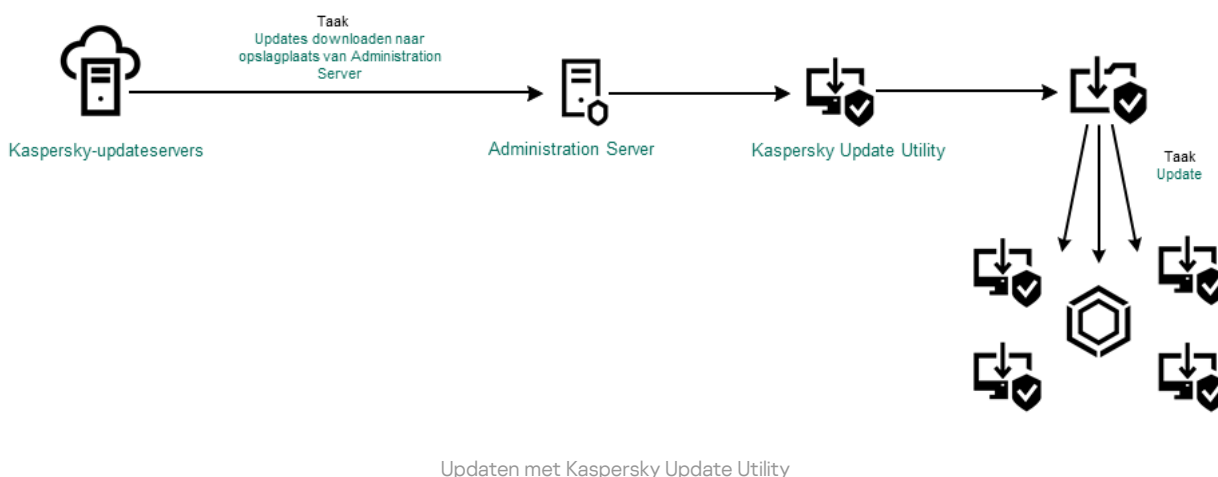 Taak
Updates downloaden naar
opslagplaats van Administration
Server
Kaspersky-updateservers
Administration Server
Kaspersky Update Utility
Taak
Update
Updaten met Kaspersky Update Utility